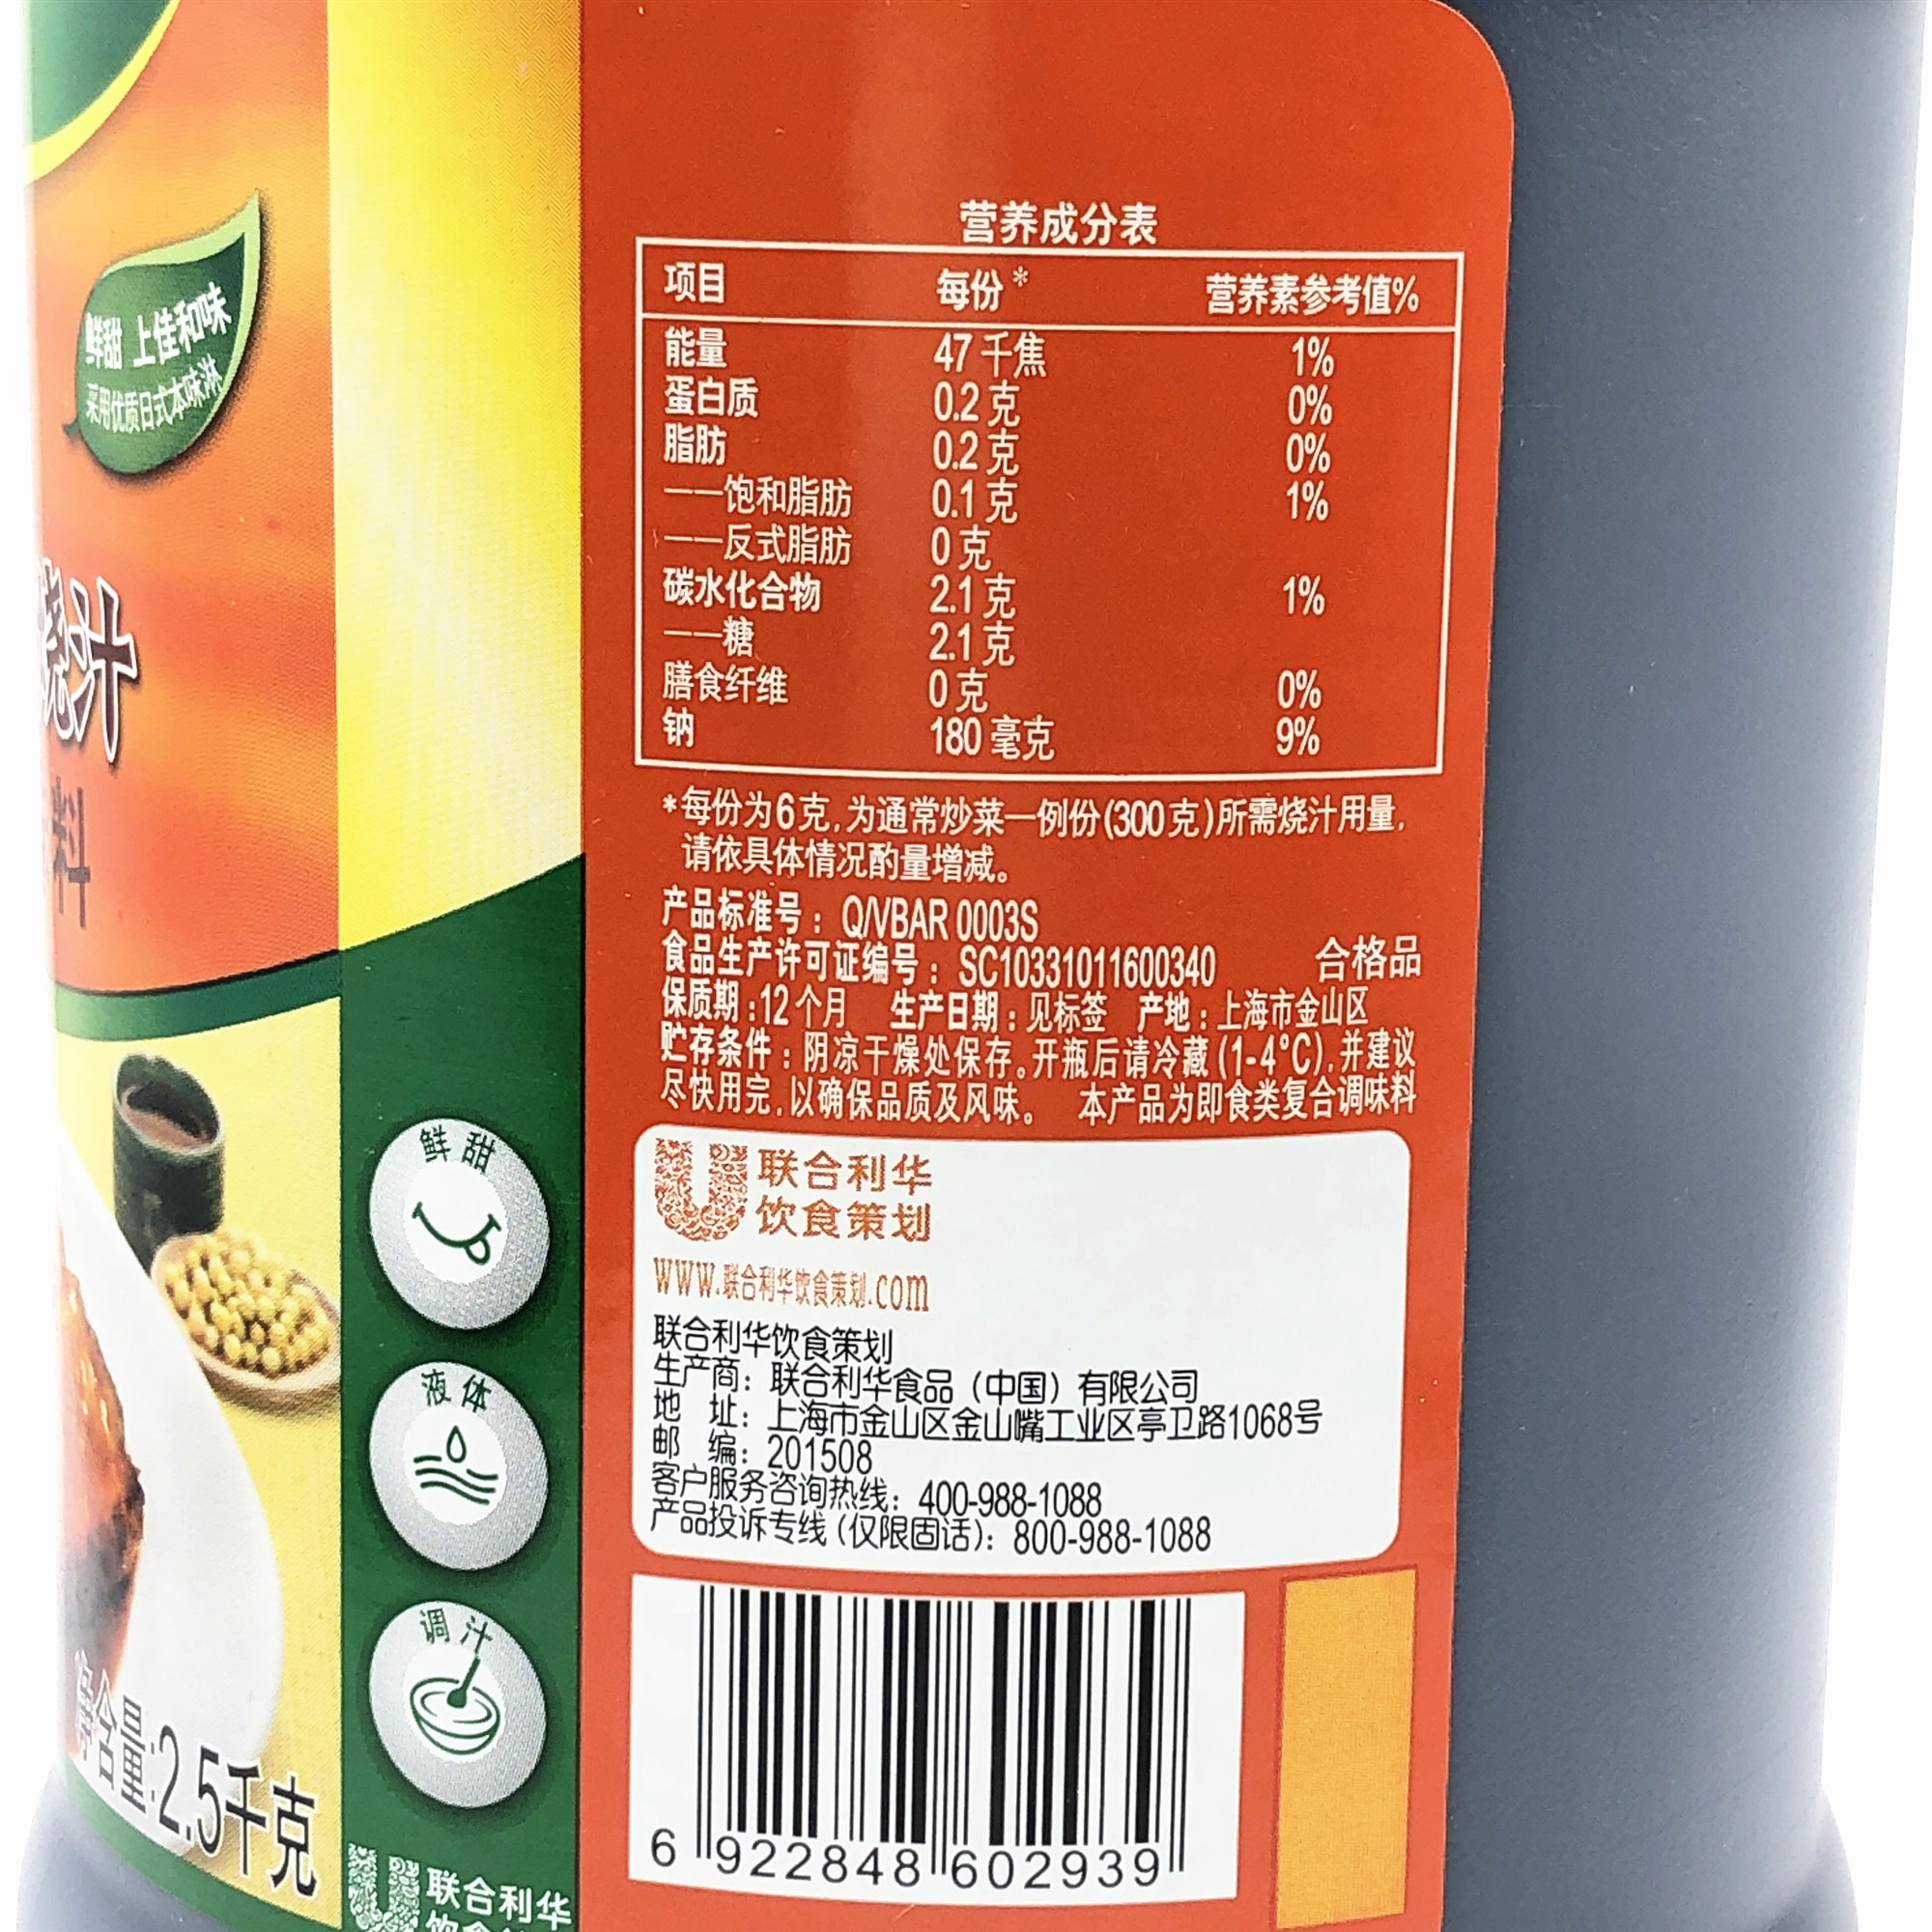 鲜甜 上佳和味
采用优质日式本味淋
烧汁
料
净含量:2.5千克
鲜甜
液体
调汁
联合利华
营养成分表
项目 每份* 营养素参考值%
能量 47千焦 1%
蛋白质 0.2克 0%
脂肪 0.2克 0%
——饱和脂肪 0.1克 1%
——反式脂肪 0克
碳水化合物 2.1克 1%
——糖 2.1克
膳食纤维 0克 0%
钠 180毫克 9%
*每份为6克,为通常炒菜一例份(300克)所需烧汁用量,
请依具体情况酌量增减。
产品标准号：Q/VBAR 0003S
食品生产许可证编号：SC10331011600340 合格品
保质期:12个月 生产日期:见标签 产地:上海市金山区
贮存条件:阴凉干燥处保存。开瓶后请冷藏(1-4°C),并建议
尽快用完,以确保品质及风味。 本产品为即食类复合调味料
联合利华
饮食策划
www.联合利华饮食策划.com
联合利华饮食策划
生产商：联合利华食品（中国）有限公司
地 址：上海市金山区金山嘴工业区亭卫路1068号
邮 编：201508
客户服务咨询热线：400-988-1088
产品投诉专线（仅限固话）：800-988-1088
6 922848 602939